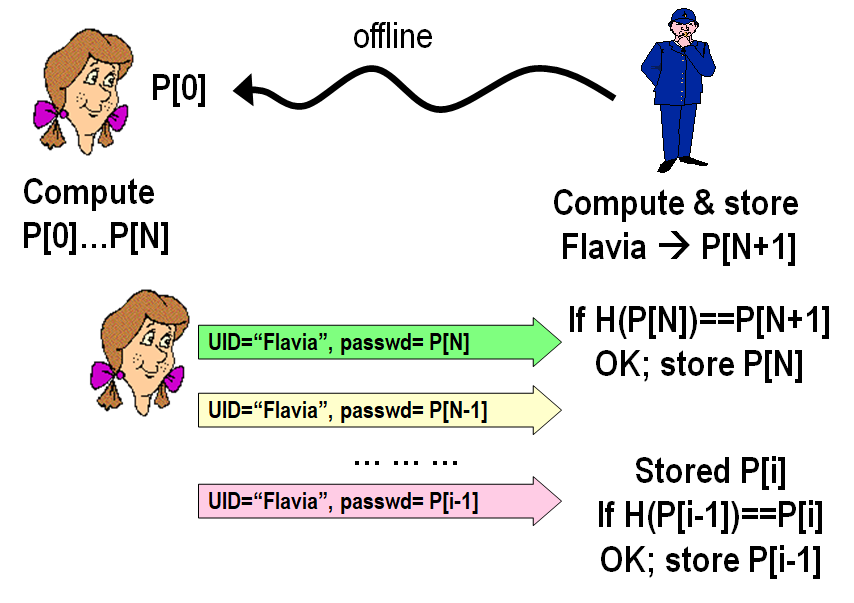 offline
P[0]
Compute
P[0]…P[N]
Compute & store
Flavia → P[N+1]
UID=“Flavia”, passwd= P[N]
If H(P[N])==P[N+1]
OK; store P[N]
UID=“Flavia”, passwd= P[N-1]
… … …
UID=“Flavia”, passwd= P[i-1]
Stored P[i]
If H(P[i-1])==P[i]
OK; store P[i-1]